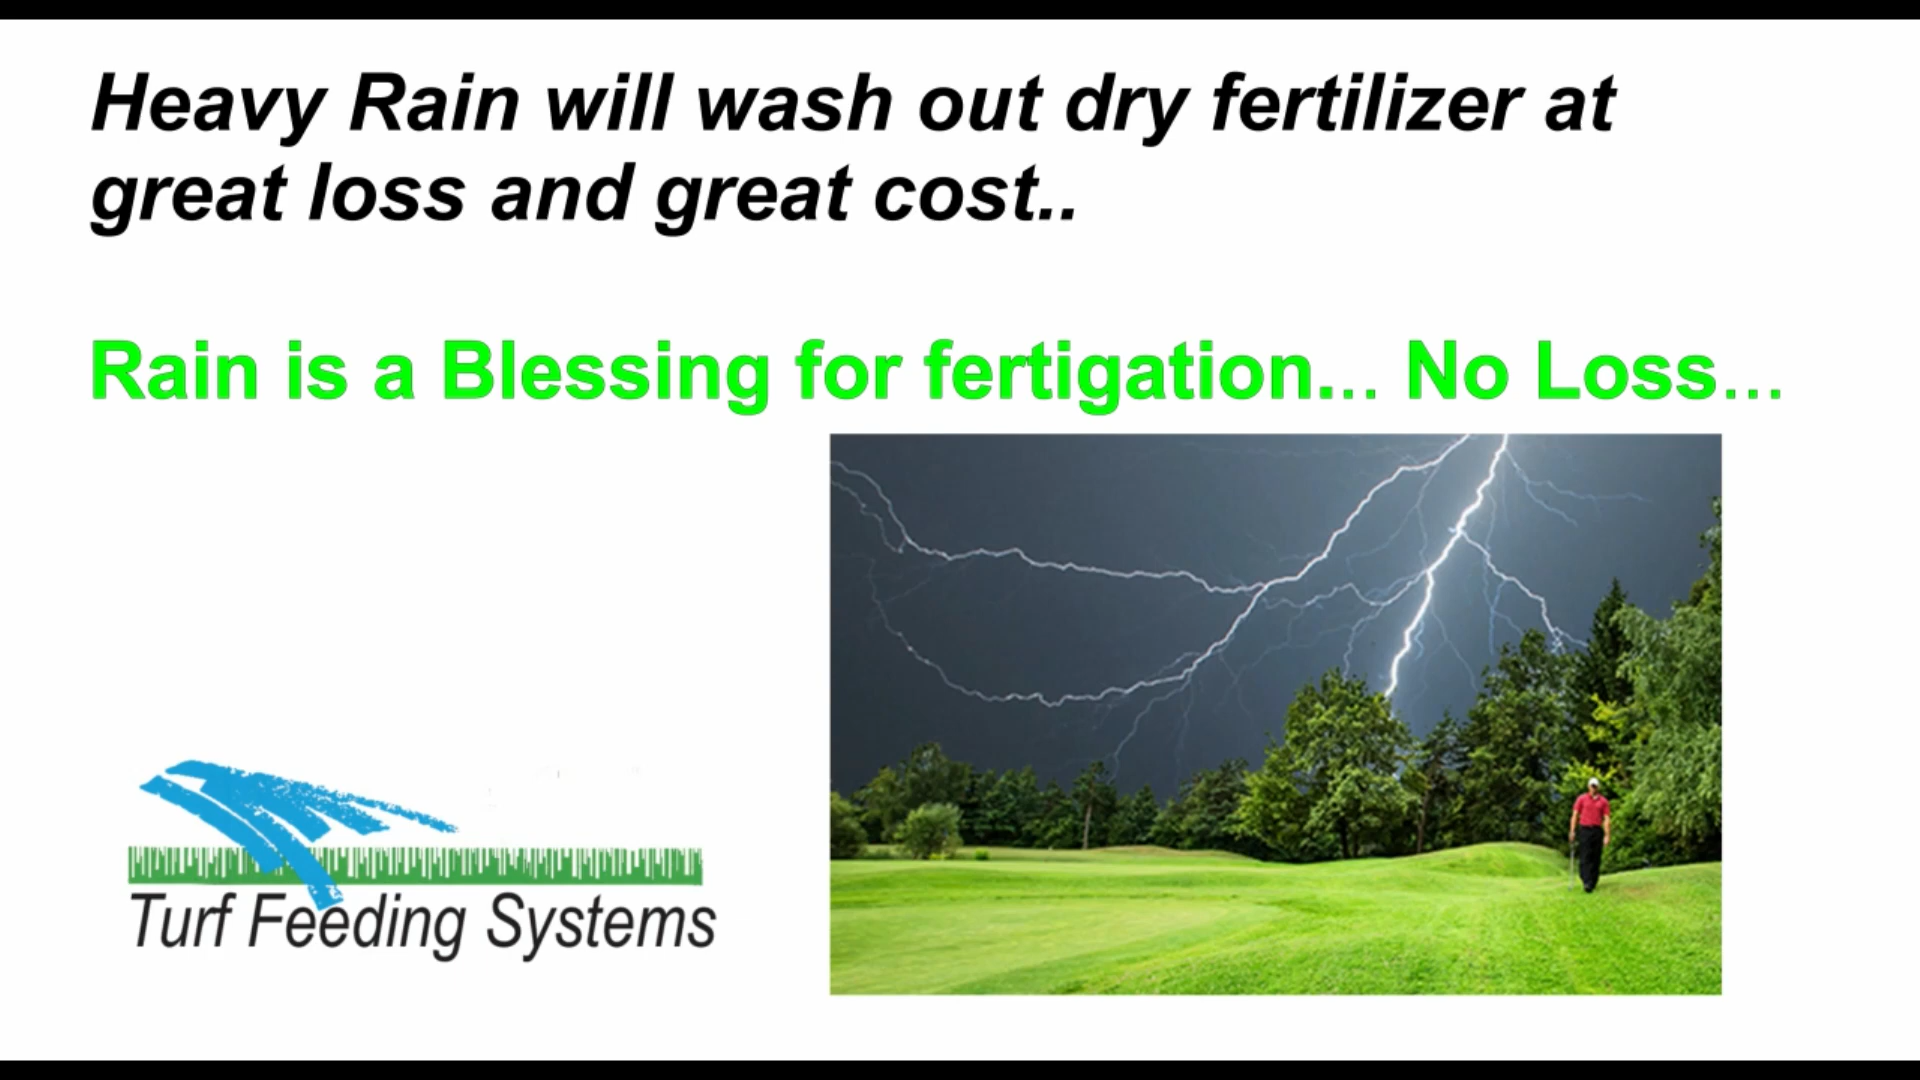 Heavy Rain will wash out dry fertilizer at
great loss and great cost..
Rain is a Blessing for fertigation... No Loss...
Turf Feeding Systems